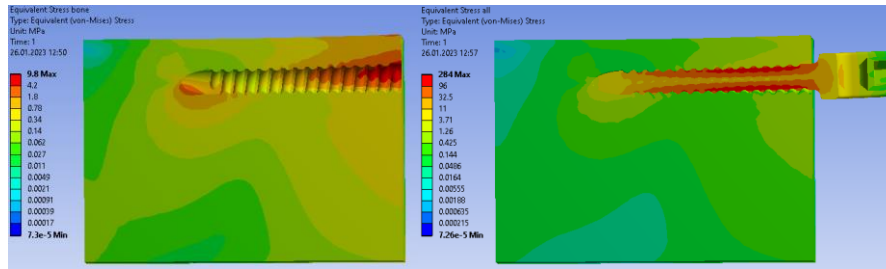 Equivalent Stress bone
Type: Equivalent (von-Mises) Stress
Unit: MPa
Time: 1
26.01.2023 12:50
9.8 Max
4.2
1.8
0.78
0.34
0.14
0.062
0.027
0.011
0.0049
0.0021
0.00091
0.00039
0.00017
7.3e-5 Min
Equivalent Stress all
Type: Equivalent (von-Mises) Stress
Unit: MPa
Time: 1
26.01.2023 12:57
284 Max
96
32.5
11
3.71
1.26
0.425
0.144
0.0486
0.0164
0.00555
0.00188
0.000635
0.000215
7.26e-5 Min